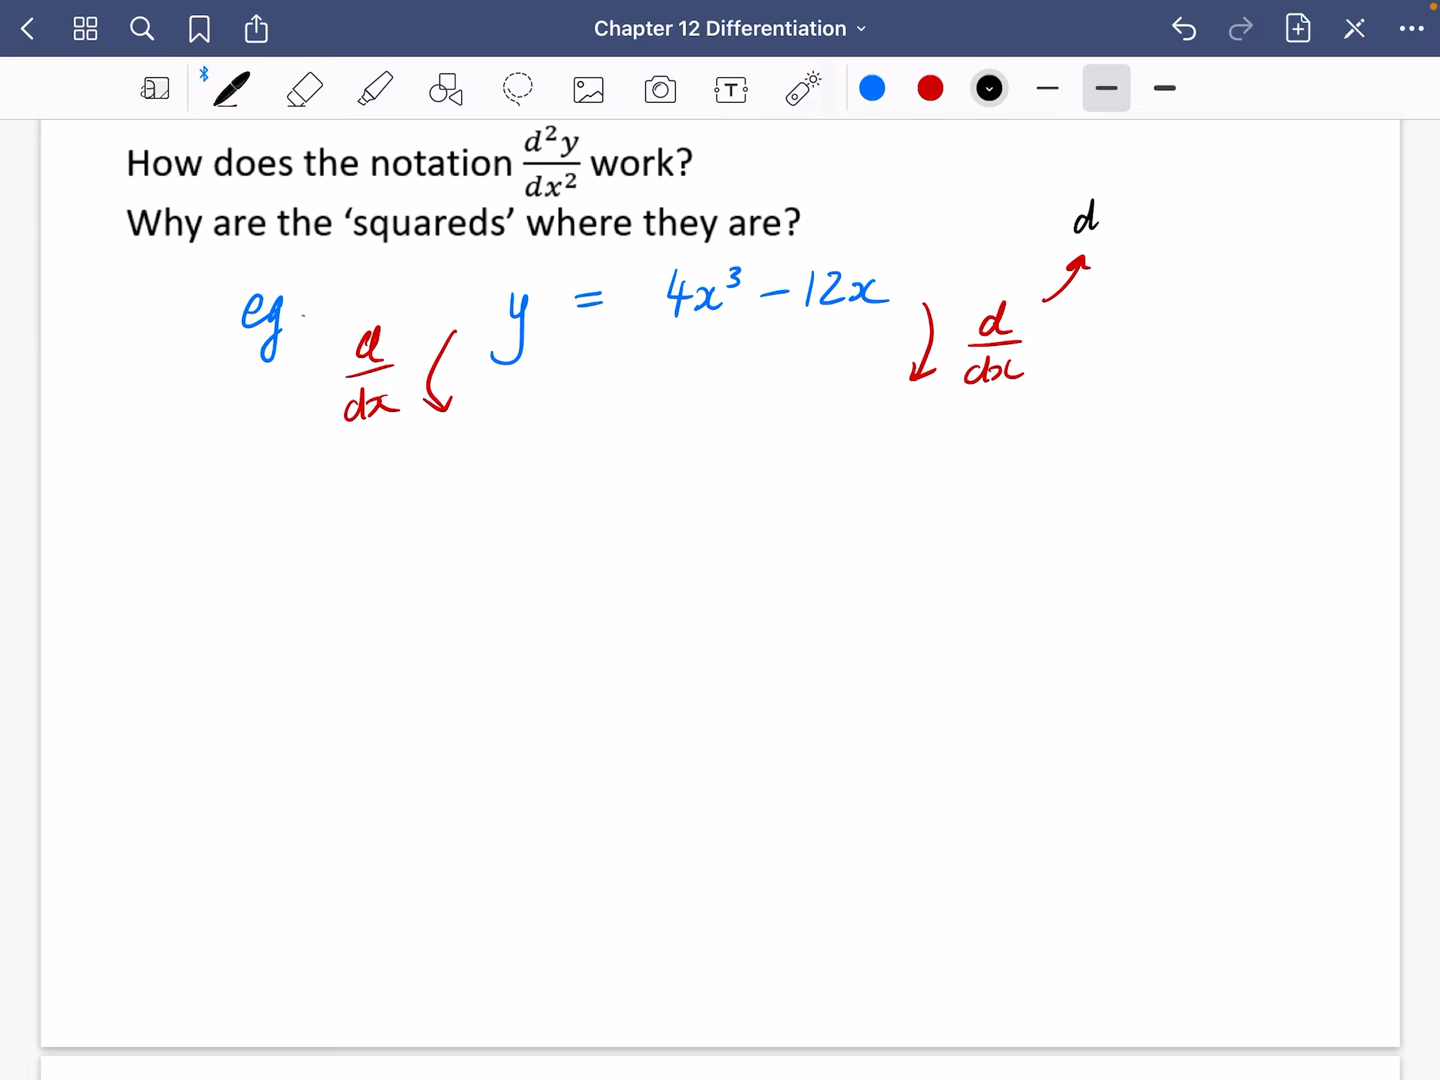 Chapter 12 Differentiation
How does the notation d²y/dx² work?
Why are the ‘squareds’ where they are?
d
eg. y = 4x³ − 12x
d/dx d/dx